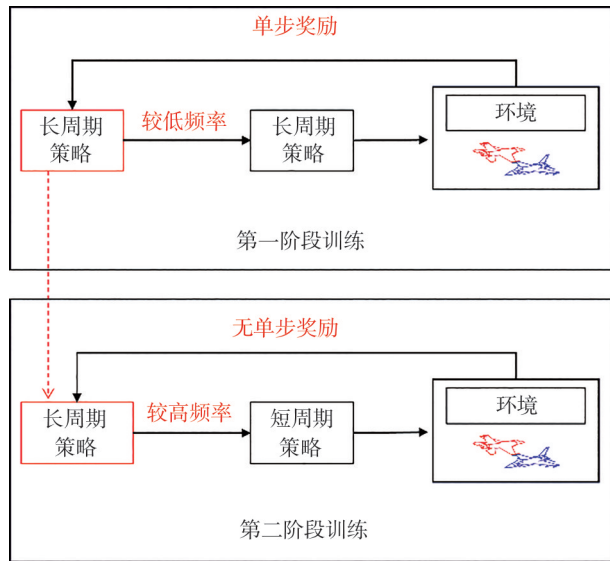 单步奖励
长周期
策略
较低频率
长周期
策略
环境
第一阶段训练
无单步奖励
长周期
策略
较高频率
短周期
策略
环境
第二阶段训练